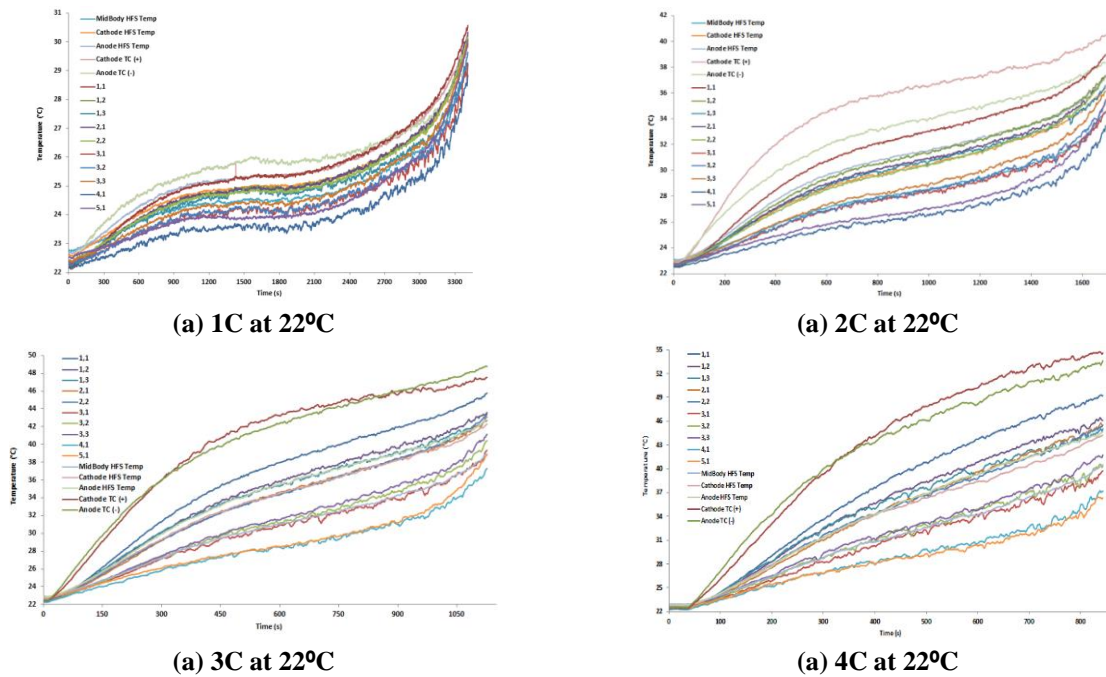 31
30
29
28
27
26
25
24
23
22
Temperature (°C)
MidBody HFS Temp
Cathode HFS Temp
Anode HFS Temp
Cathode TC (+)
Anode TC (-)
1,1
1,2
1,3
2,1
2,2
3,1
3,2
3,3
4,1
5,1
0 300 600 900 1200 1500 1800 2100 2400 2700 3000 3300
Time (s)
(a) 1C at 22⁰C
42
40
38
36
34
32
30
28
26
24
22
Temperature (°C)
MidBody HFS Temp
Cathode HFS Temp
Anode HFS Temp
Cathode TC (+)
Anode TC (-)
1,1
1,2
1,3
2,1
2,2
3,1
3,2
3,3
4,1
5,1
0 200 400 600 800 1000 1200 1400 1600
Time (s)
(a) 2C at 22⁰C
50
48
46
44
42
40
38
36
34
32
30
28
26
24
22
Temperature (°C)
1,1
1,2
1,3
2,1
2,2
3,1
3,2
3,3
4,1
5,1
MidBody HFS Temp
Cathode HFS Temp
Anode HFS Temp
Cathode TC (+)
Anode TC (-)
0 150 300 450 600 750 900 1050
Time (s)
(a) 3C at 22⁰C
55
52
49
46
43
40
37
34
31
28
25
22
Temperature (°C)
1,1
1,2
1,3
2,1
2,2
3,1
3,2
3,3
4,1
5,1
MidBody HFS Temp
Cathode HFS Temp
Anode HFS Temp
Cathode TC (+)
Anode TC (-)
0 100 200 300 400 500 600 700 800
Time (s)
(a) 4C at 22⁰C